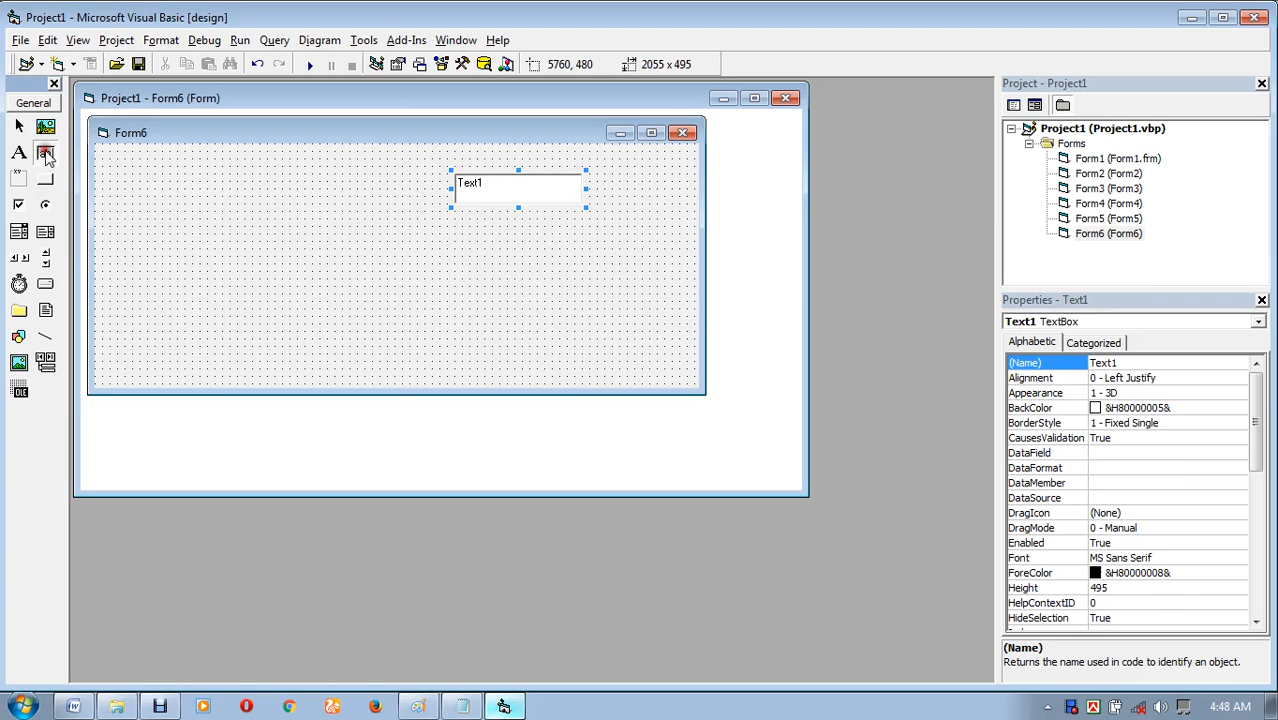 Project1 - Microsoft Visual Basic [design]
File Edit View Project Format Debug Run Query Diagram Tools Add-Ins Window Help
5760, 480 2055 x 495
General
Project1 - Form6 (Form)
Form6
Text1
A
OLE
Project - Project1
Project1 (Project1.vbp)
Forms
Form1 (Form1.frm)
Form2 (Form2)
Form3 (Form3)
Form4 (Form4)
Form5 (Form5)
Form6 (Form6)
Properties - Text1
Text1 TextBox
Alphabetic Categorized
(Name) Text1
Alignment 0 - Left Justify
Appearance 1 - 3D
BackColor &H80000005&
BorderStyle 1 - Fixed Single
CausesValidation True
DataField
DataFormat
DataMember
DataSource
DragIcon (None)
DragMode 0 - Manual
Enabled True
Font MS Sans Serif
ForeColor &H80000008&
Height 495
HelpContextID 0
HideSelection True
(Name)
Returns the name used in code to identify an object.
4:48 AM